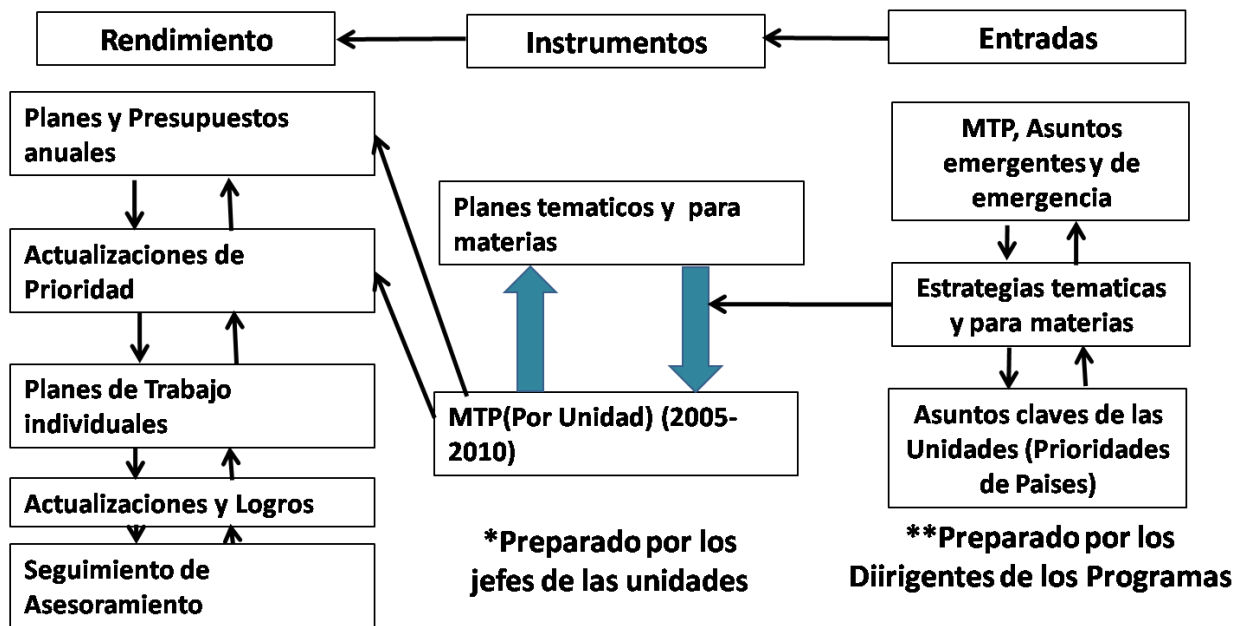 Rendimiento
Instrumentos
Entradas
Planes y Presupuestos
anuales
Actualizaciones de
Prioridad
Planes de Trabajo
individuales
Actualizaciones y Logros
Seguimiento de
Asesoramiento
Planes tematicos y para
materias
MTP(Por Unidad) (2005-
2010)
*Preparado por los
jefes de las unidades
MTP, Asuntos
emergentes y de
emergencia
Estrategias tematicas
y para materias
Asuntos claves de las
Unidades (Prioridades
de Paises)
**Preparado por los
Diirigentes de los Programas